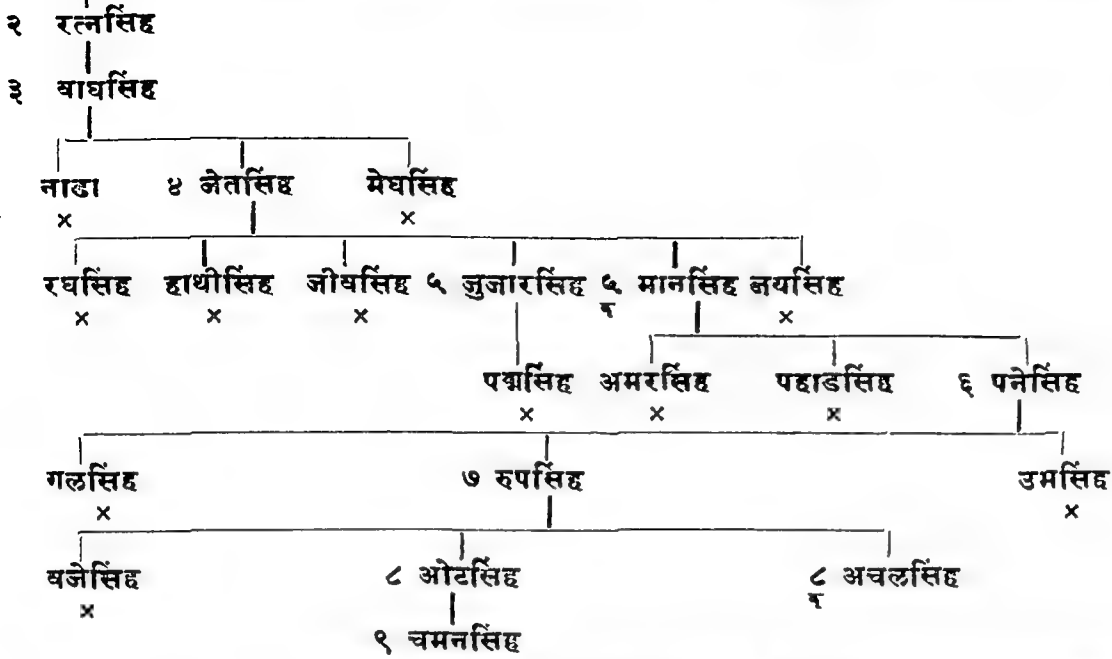 २ रत्नसिंह
३ वाघसिंह
नाढा ४ जेतसिंह मेघसिंह
× ×
रघसिंह हाथीसिंह जीवसिंह ५ जुजारसिंह ५ मानसिंह जयसिंह
× × × व ×
पद्मसिंह अमरसिंह पहाडसिंह ६ पनेसिंह
× × ×
गलसिंह ७ रुपसिंह उमसिंह
× ×
वजेसिंह ८ ओटसिंह ८ अचलसिंह
× व
९ चमनसिंह